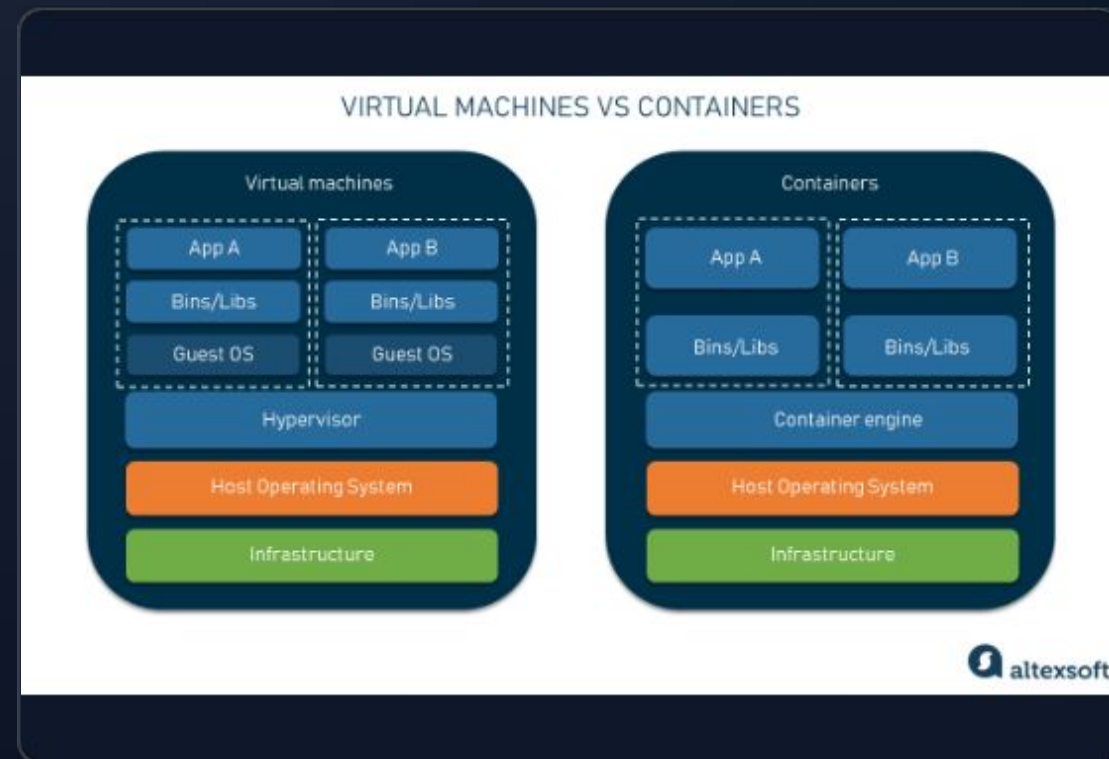 VIRTUAL MACHINES VS CONTAINERS
Virtual machines
App A
App B
Bins/Libs
Bins/Libs
Guest OS
Guest OS
Hypervisor
Host Operating System
Infrastructure
Containers
App A
App B
Bins/Libs
Bins/Libs
Container engine
Host Operating System
Infrastructure
altexsoft